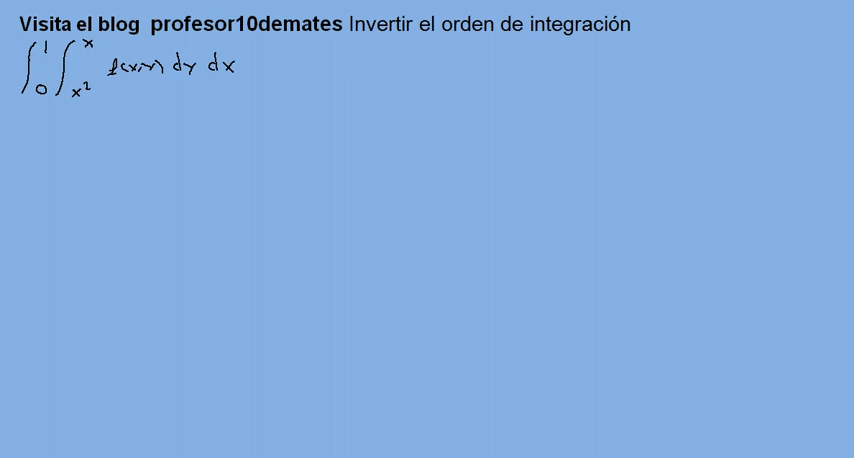 Visita el blog profesor10demates Invertir el orden de integración
∫₀¹ ∫ₓ²ˣ f(x,y) dy dx